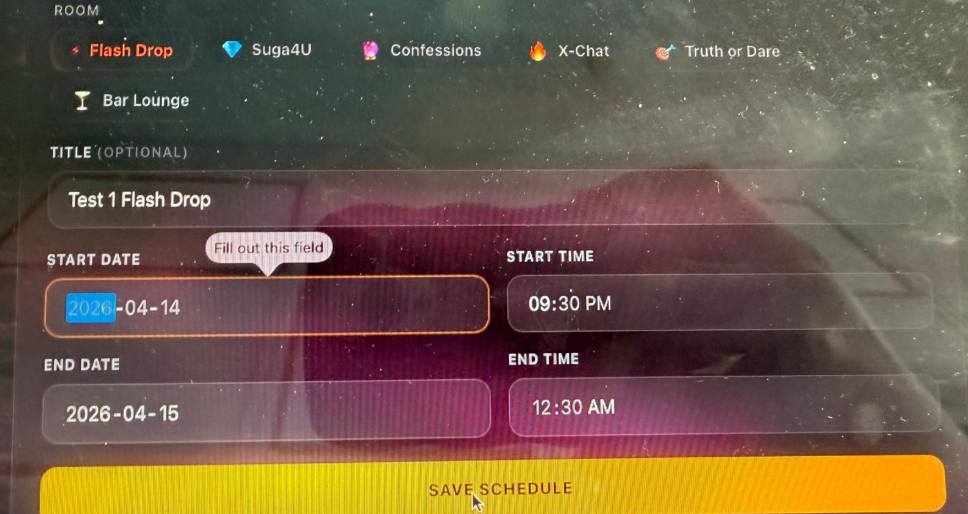 ROOM
Flash Drop Suga4U Confessions X-Chat Truth or Dare
Bar Lounge
TITLE (OPTIONAL)
Test 1 Flash Drop
Fill out this field
START DATE START TIME
2026-04-14 09:30 PM
END DATE END TIME
2026-04-15 12:30 AM
SAVE SCHEDULE